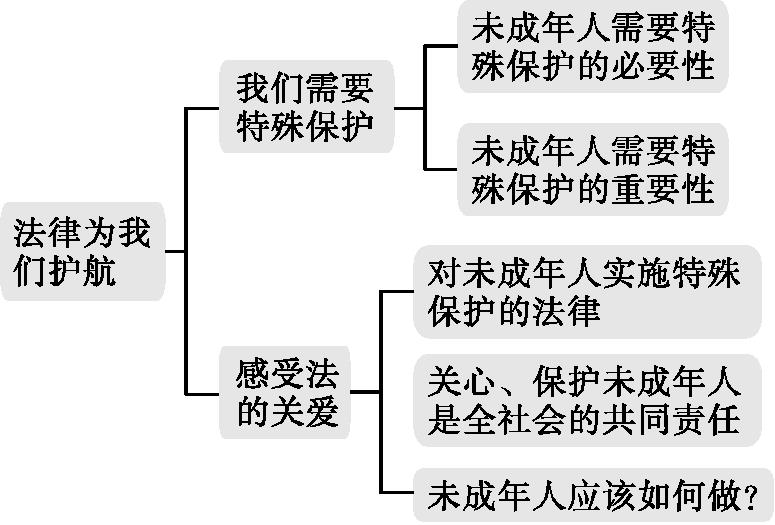 法律为我
们护航
我们需要
特殊保护
未成年人需要特
殊保护的必要性
未成年人需要特
殊保护的重要性
感受法
的关爱
对未成年人实施特殊
保护的法律
关心、保护未成年人
是全社会的共同责任
未成年人应该如何做?